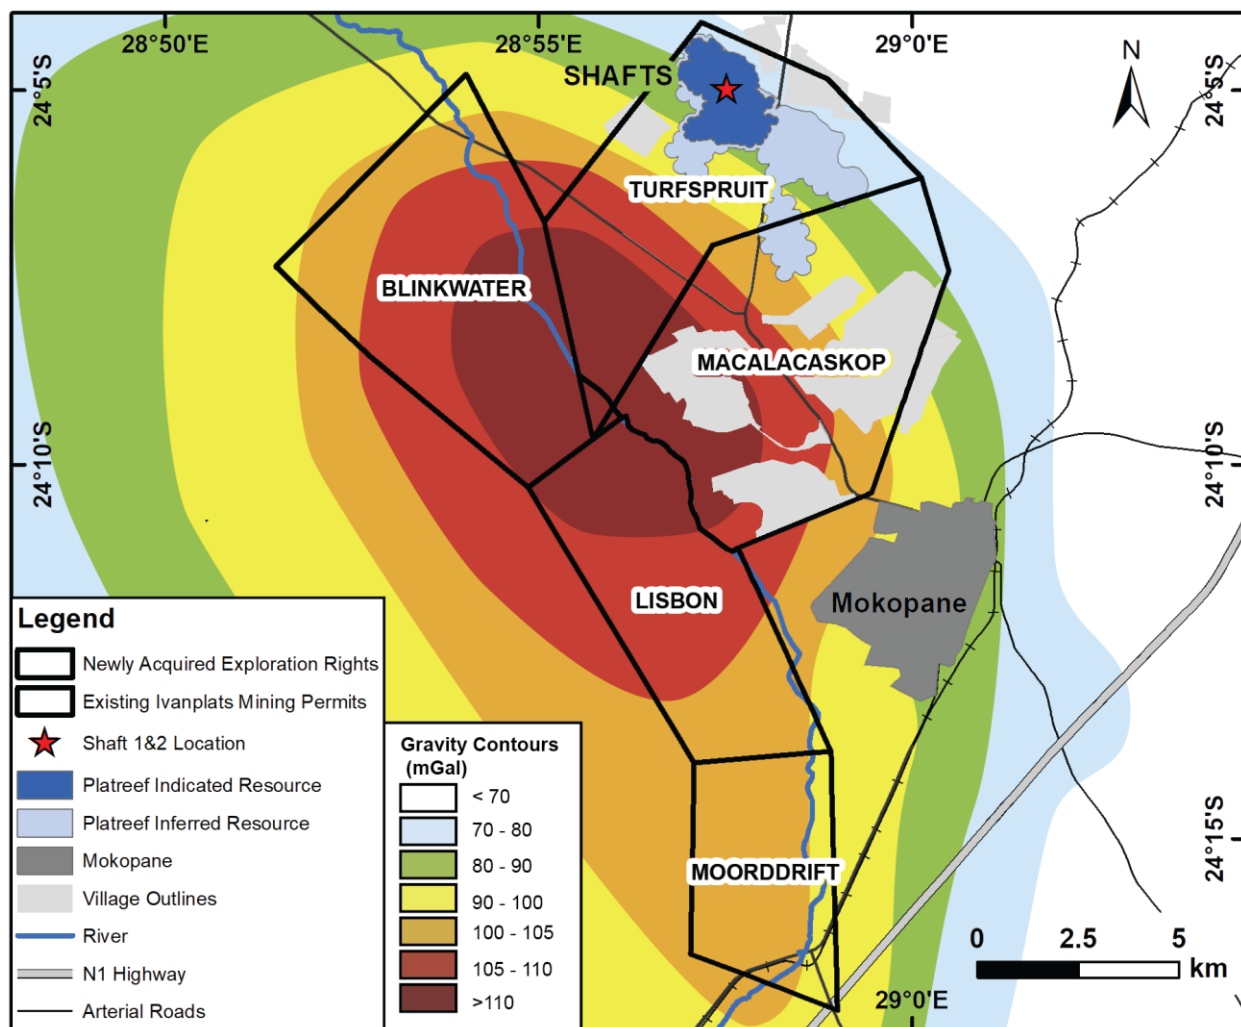 28°50'E
28°55'E
29°0'E
N
24°5'S
24°5'S
SHAFTS
TURFSPRUIT
BLINKWATER
MACALACASKOP
24°10'S
24°10'S
LISBON
Mokopane
Legend
Newly Acquired Exploration Rights
Existing Ivanplats Mining Permits
Shaft 1&2 Location
Platreef Indicated Resource
Platreef Inferred Resource
Mokopane
Village Outlines
River
N1 Highway
Arterial Roads
Gravity Contours
(mGal)
< 70
70 - 80
80 - 90
90 - 100
100 - 105
105 - 110
>110
MOORDDRIFT
24°15'S
0 2.5 5
km
29°0'E